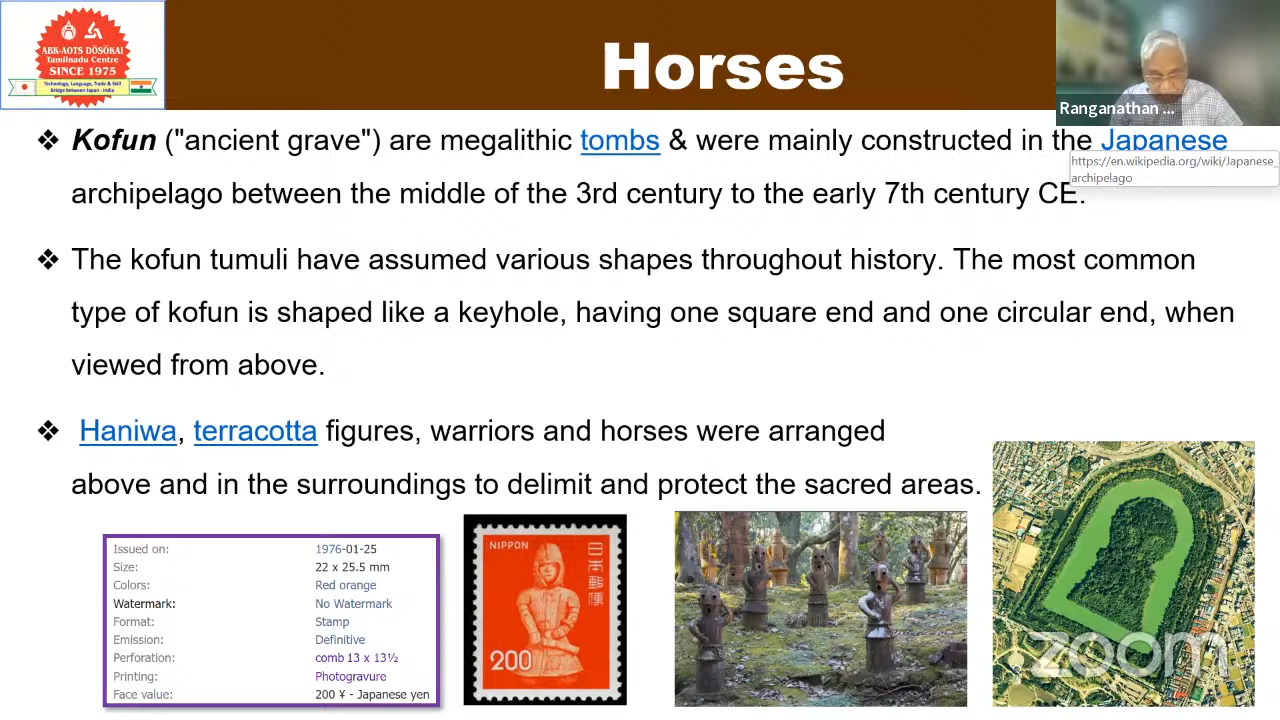 ABK-AOTS DŌSŌKAI
Tamilnadu Centre
SINCE 1975
Technology, Language, Trade & Skill
Bridge between Japan - India
Horses
Ranganathan ...
❖ Kofun ("ancient grave") are megalithic tombs & were mainly constructed in the Japanese
https://en.wikipedia.org/wiki/Japanese_
archipelago
archipelago between the middle of the 3rd century to the early 7th century CE.
❖ The kofun tumuli have assumed various shapes throughout history. The most common
type of kofun is shaped like a keyhole, having one square end and one circular end, when
viewed from above.
❖ Haniwa, terracotta figures, warriors and horses were arranged
above and in the surroundings to delimit and protect the sacred areas.
Issued on: 1976-01-25
Size: 22 x 25.5 mm
Colors: Red orange
Watermark: No Watermark
Format: Stamp
Emission: Definitive
Perforation: comb 13 x 13½
Printing: Photogravure
Face value: 200 ¥ - Japanese yen
NIPPON
日本郵便
200
zoom